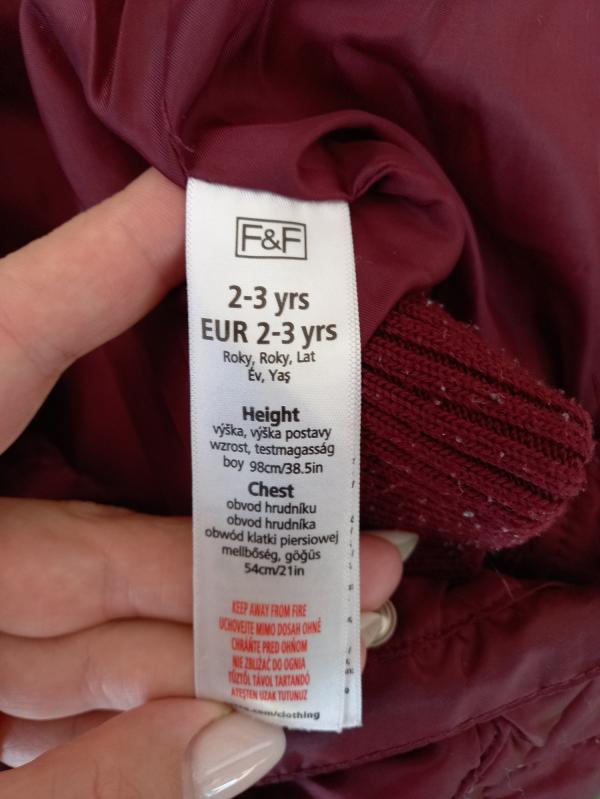 F&F
2-3 yrs
EUR 2-3 yrs
Roky, Roky, Lat
Év, Yaş
Height
výška, výška postavy
wzrost, testmagasság
boy 98cm/38.5in
Chest
obvod hrudníku
obvod hrudníka
obwód klatki piersiowej
mellbőség, göğüs
54cm/21in
KEEP AWAY FROM FIRE
UCHOVEJTE MIMO DOSAH OHNĚ
CHRÁŇTE PRED OHŇOM
NIE ZBLIŻAĆ DO OGNIA
TŰZTŐL TÁVOL TARTANDÓ
ATEŞTEN UZAK TUTUNUZ
.com/clothing